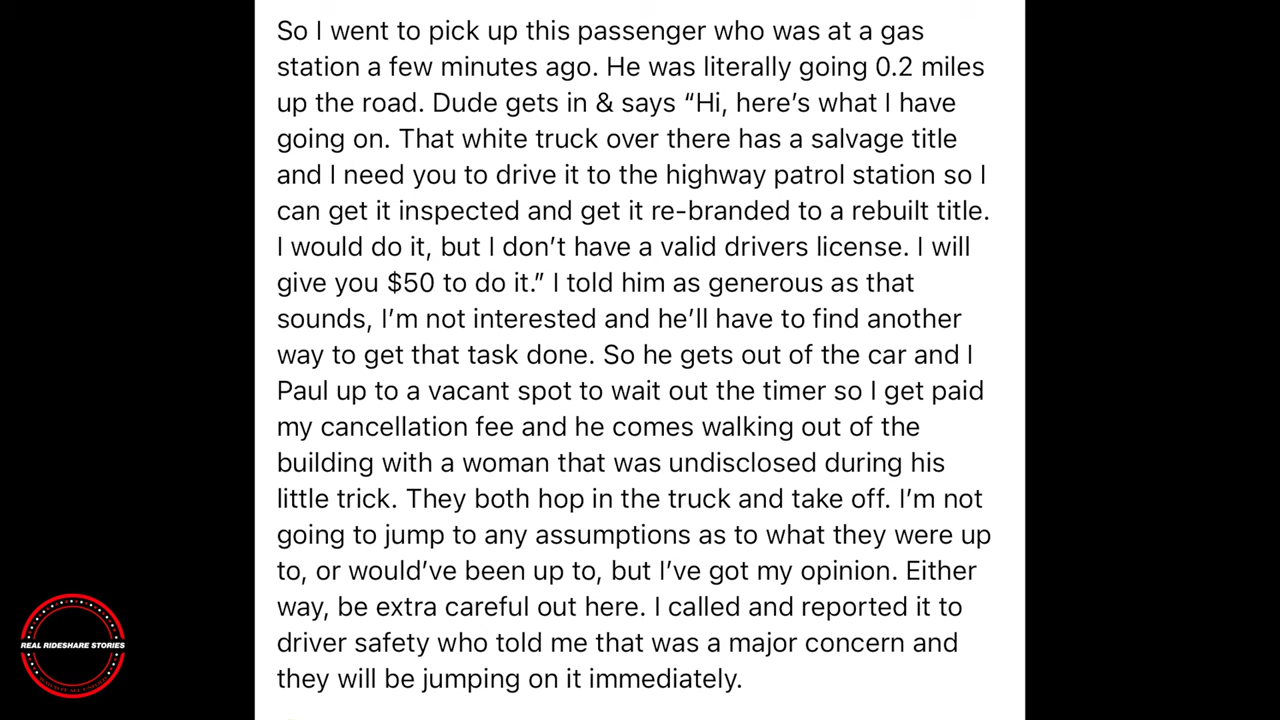 So I went to pick up this passenger who was at a gas
station a few minutes ago. He was literally going 0.2 miles
up the road. Dude gets in & says “Hi, here’s what I have
going on. That white truck over there has a salvage title
and I need you to drive it to the highway patrol station so I
can get it inspected and get it re-branded to a rebuilt title.
I would do it, but I don’t have a valid drivers license. I will
give you $50 to do it.” I told him as generous as that
sounds, I’m not interested and he’ll have to find another
way to get that task done. So he gets out of the car and I
Paul up to a vacant spot to wait out the timer so I get paid
my cancellation fee and he comes walking out of the
building with a woman that was undisclosed during his
little trick. They both hop in the truck and take off. I’m not
going to jump to any assumptions as to what they were up
to, or would’ve been up to, but I’ve got my opinion. Either
way, be extra careful out here. I called and reported it to
driver safety who told me that was a major concern and
they will be jumping on it immediately.
REAL RIDESHARE STORIES